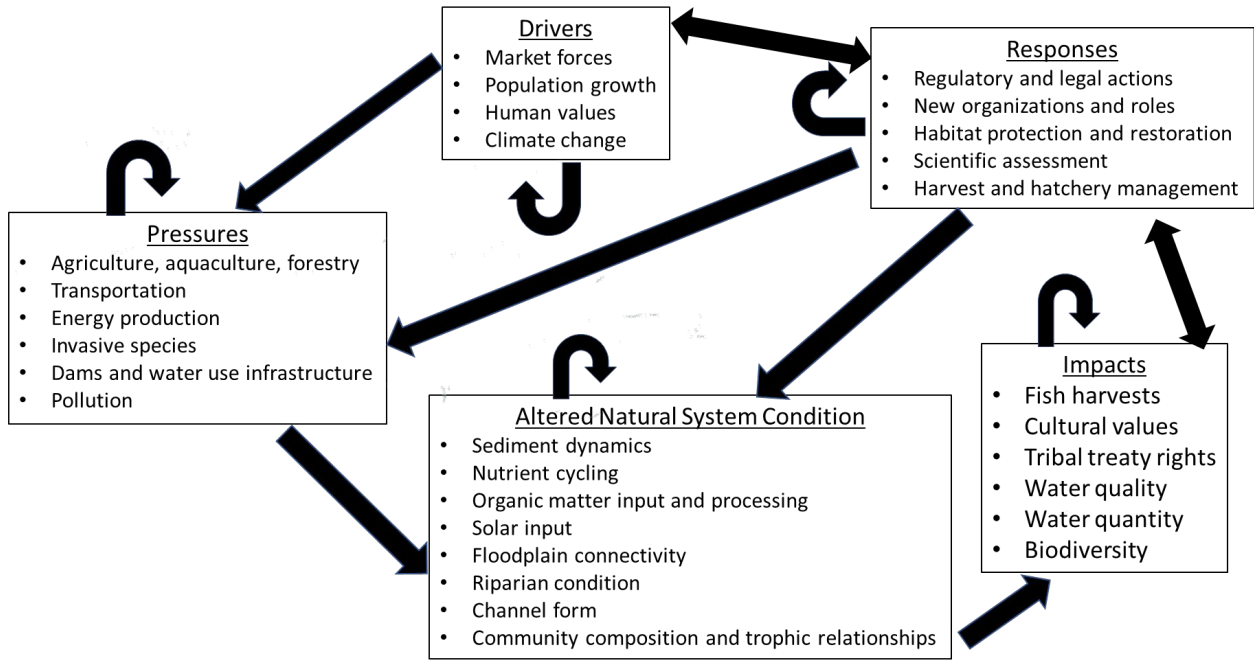 Drivers
• Market forces
• Population growth
• Human values
• Climate change
Responses
• Regulatory and legal actions
• New organizations and roles
• Habitat protection and restoration
• Scientific assessment
• Harvest and hatchery management
Pressures
• Agriculture, aquaculture, forestry
• Transportation
• Energy production
• Invasive species
• Dams and water use infrastructure
• Pollution
Altered Natural System Condition
• Sediment dynamics
• Nutrient cycling
• Organic matter input and processing
• Solar input
• Floodplain connectivity
• Riparian condition
• Channel form
• Community composition and trophic relationships
Impacts
• Fish harvests
• Cultural values
• Tribal treaty rights
• Water quality
• Water quantity
• Biodiversity